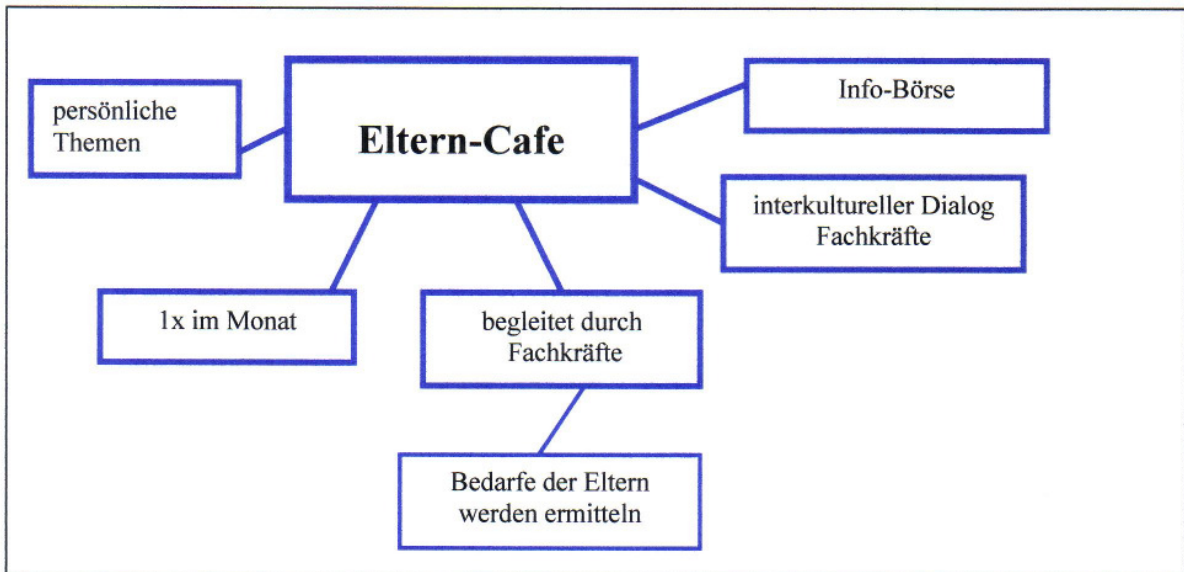 Eltern-Cafe
persönliche
Themen
Info-Börse
interkultureller Dialog
Fachkräfte
1x im Monat
begleitet durch
Fachkräfte
Bedarfe der Eltern
werden ermitteln